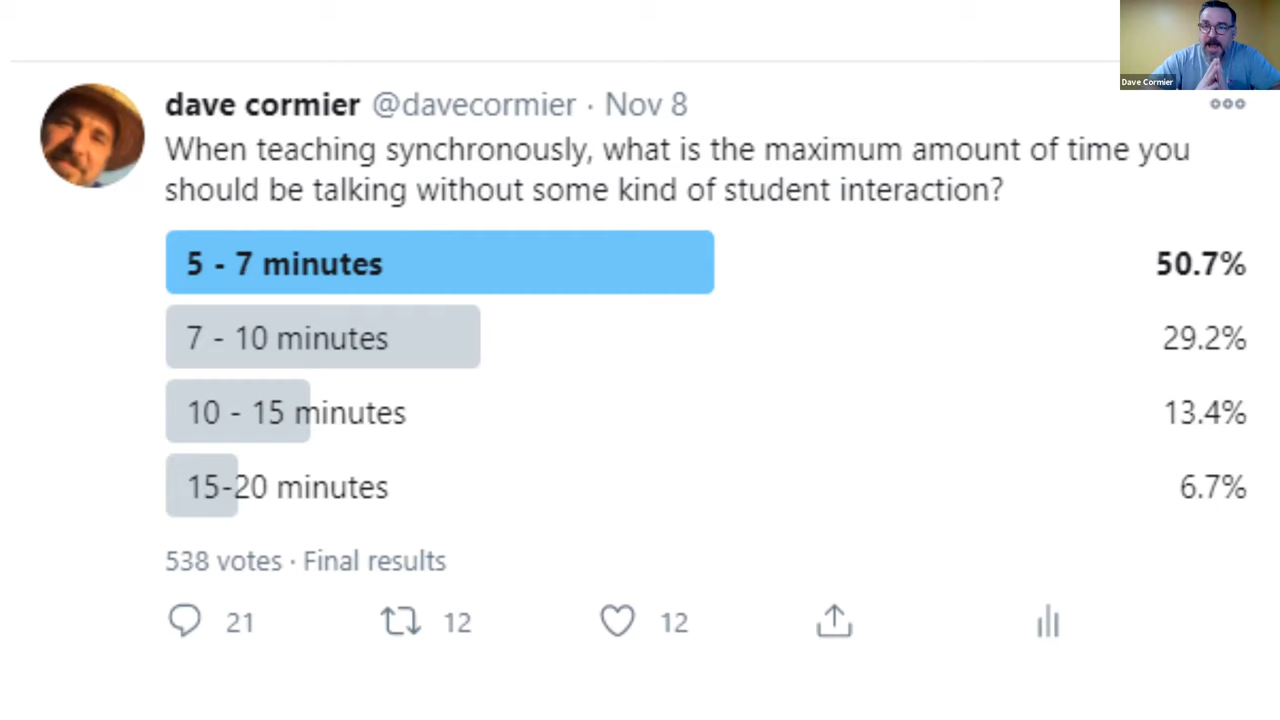 Dave Cormier
dave cormier @davecormier · Nov 8
When teaching synchronously, what is the maximum amount of time you
should be talking without some kind of student interaction?
5 - 7 minutes 50.7%
7 - 10 minutes 29.2%
10 - 15 minutes 13.4%
15-20 minutes 6.7%
538 votes · Final results
21 12 12